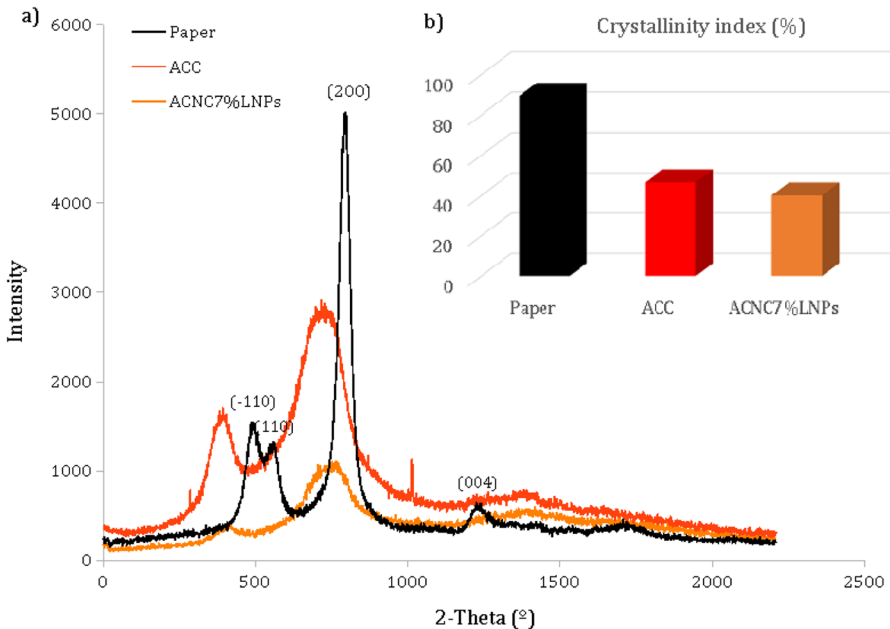 a)
Paper
ACC
ACNC7%LNPs
6000
5000
4000
3000
2000
1000
0
Intensity
(-110)
(110)
(200)
(004)
0
500
1000
1500
2000
2500
2-Theta (º)
b)
Crystallinity index (%)
100
80
60
40
20
0
Paper
ACC
ACNC7%LNPs